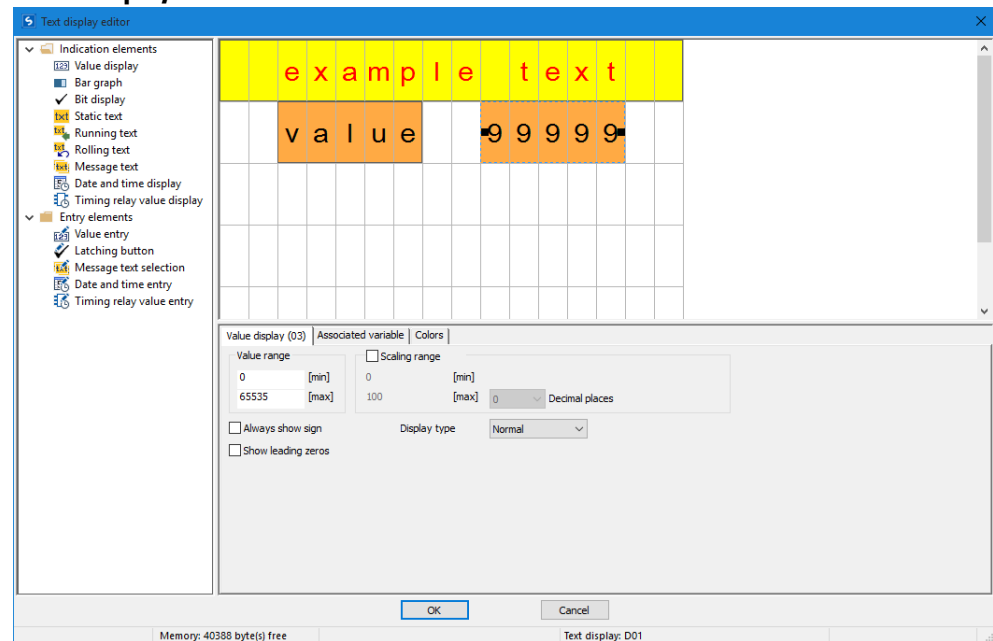 Text display editor
Indication elements
Value display
Bar graph
Bit display
Static text
Running text
Rolling text
Message text
Date and time display
Timing relay value display
Entry elements
Value entry
Latching button
Message text selection
Date and time entry
Timing relay value entry
example text
value 99999
Value display (03) Associated variable Colors
Value range Scaling range
0 [min] 0 [min]
65535 [max] 100 [max] 0 Decimal places
Always show sign Display type Normal
Show leading zeros
OK Cancel
Memory: 40388 byte(s) free Text display: D01